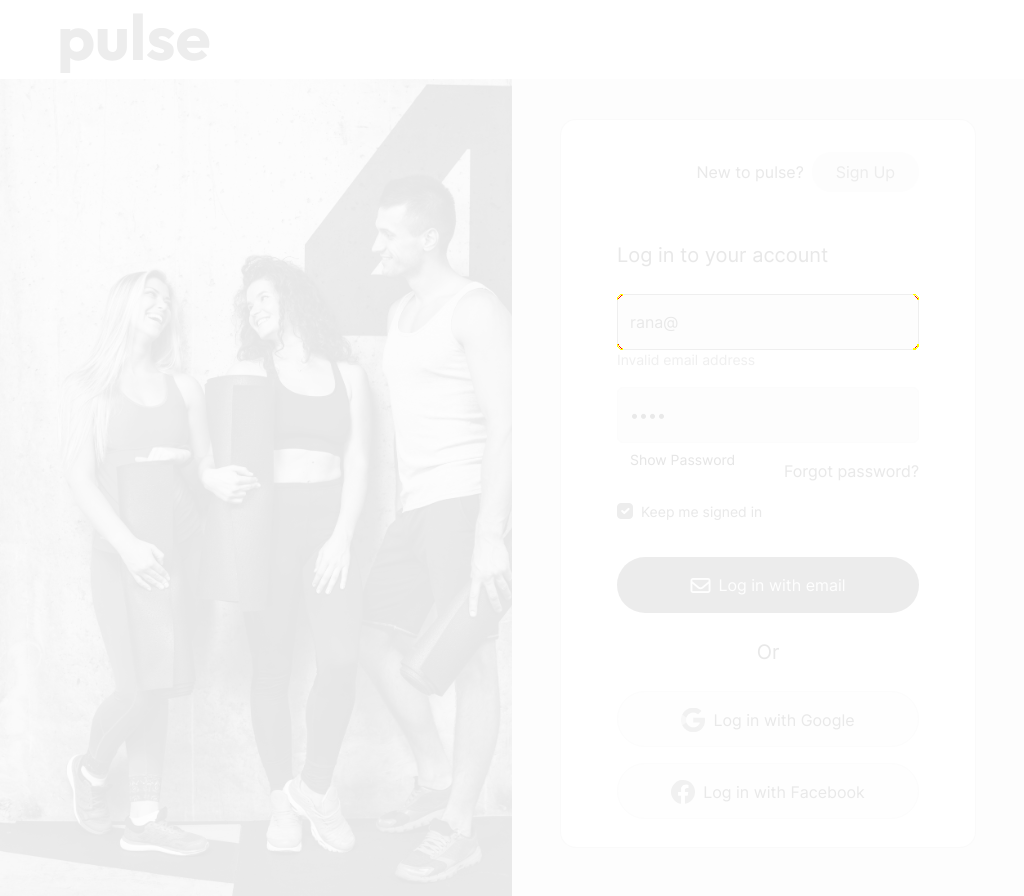 pulse
New to pulse? Sign Up
Log in to your account
rana@
Invalid email address
••••
Show Password
Forgot password?
Keep me signed in
Log in with email
Or
Log in with Google
Log in with Facebook